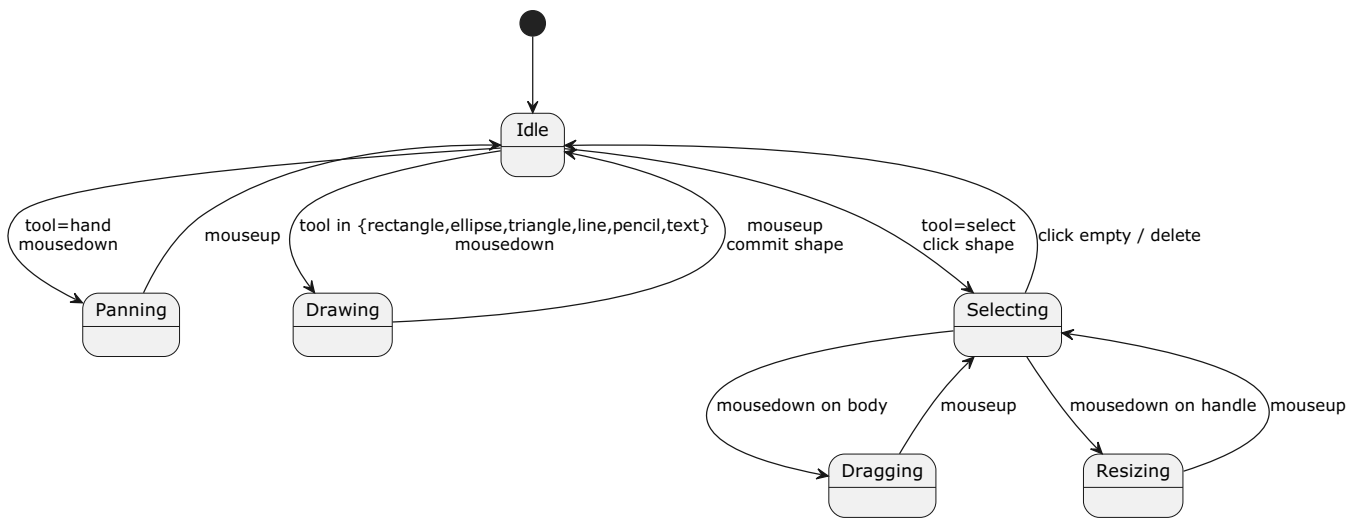 Idle
tool=hand
mousedown
mouseup
tool in {rectangle,ellipse,triangle,line,pencil,text}
mousedown
mouseup
commit shape
tool=select
click shape
click empty / delete
Panning
Drawing
Selecting
mousedown on body
mouseup
mousedown on handle
mouseup
Dragging
Resizing